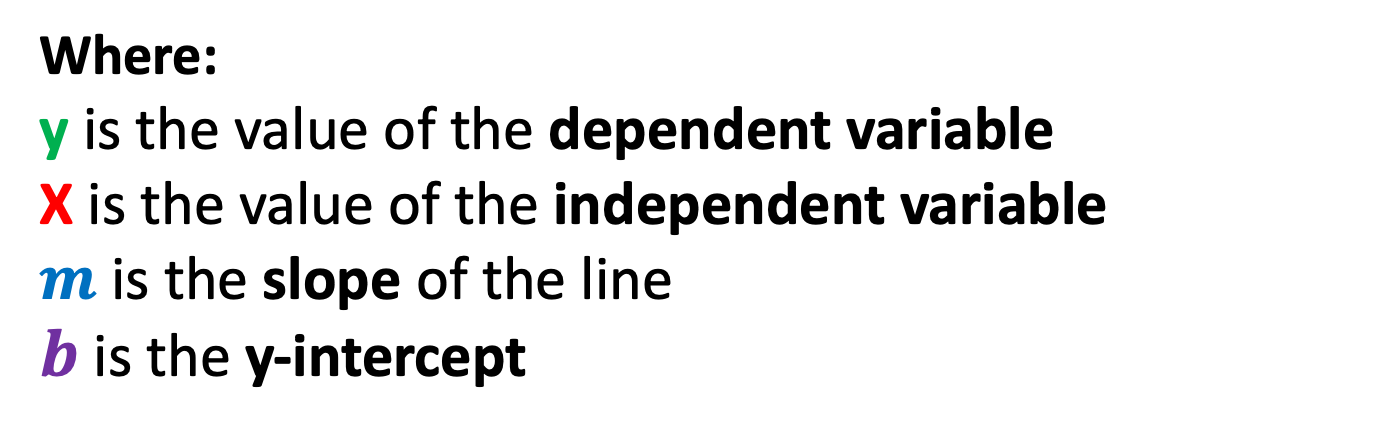 Where:
y is the value of the dependent variable
X is the value of the independent variable
m is the slope of the line
b is the y-intercept